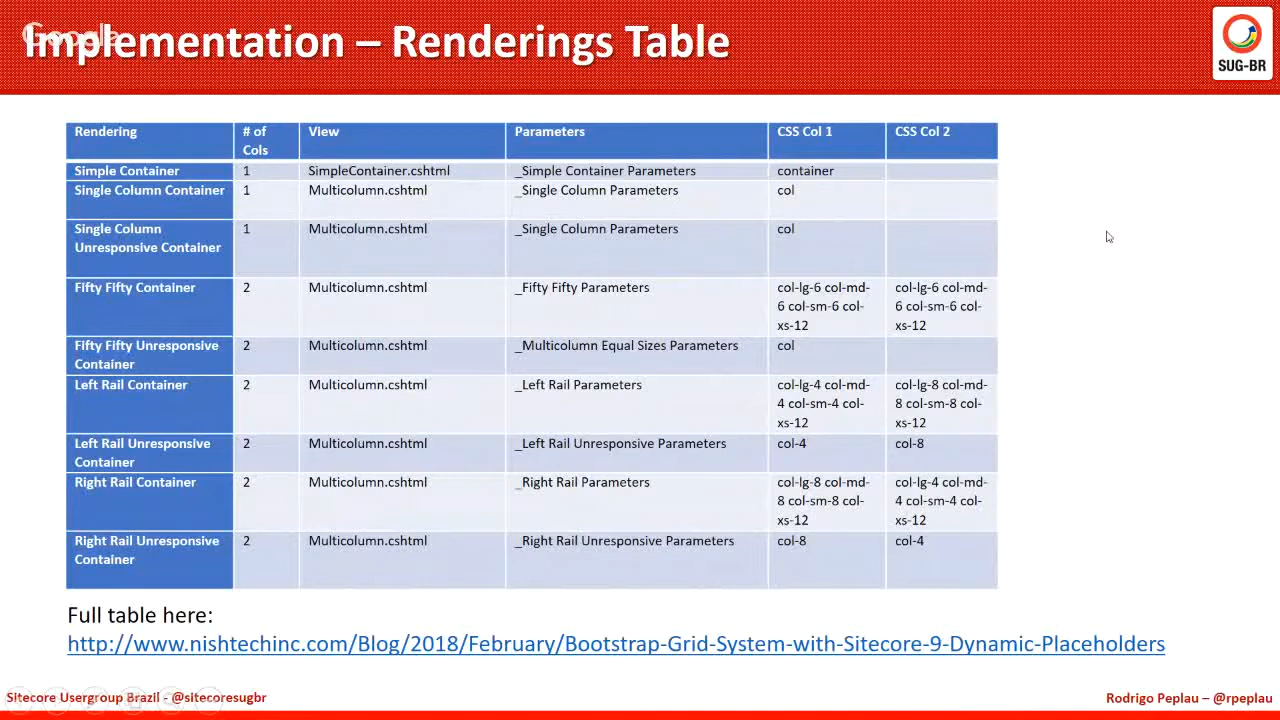 Google
Implementation – Renderings Table
SUG-BR
Rendering # of Cols View Parameters CSS Col 1 CSS Col 2
Simple Container 1 SimpleContainer.cshtml _Simple Container Parameters container
Single Column Container 1 Multicolumn.cshtml _Single Column Parameters col
Single Column Unresponsive Container 1 Multicolumn.cshtml _Single Column Parameters col
Fifty Fifty Container 2 Multicolumn.cshtml _Fifty Fifty Parameters col-lg-6 col-md-6 col-sm-6 col-xs-12 col-lg-6 col-md-6 col-sm-6 col-xs-12
Fifty Fifty Unresponsive Container 2 Multicolumn.cshtml _Multicolumn Equal Sizes Parameters col
Left Rail Container 2 Multicolumn.cshtml _Left Rail Parameters col-lg-4 col-md-4 col-sm-4 col-xs-12 col-lg-8 col-md-8 col-sm-8 col-xs-12
Left Rail Unresponsive Container 2 Multicolumn.cshtml _Left Rail Unresponsive Parameters col-4 col-8
Right Rail Container 2 Multicolumn.cshtml _Right Rail Parameters col-lg-8 col-md-8 col-sm-8 col-xs-12 col-lg-4 col-md-4 col-sm-4 col-xs-12
Right Rail Unresponsive Container 2 Multicolumn.cshtml _Right Rail Unresponsive Parameters col-8 col-4
Full table here:
http://www.nishtechinc.com/Blog/2018/February/Bootstrap-Grid-System-with-Sitecore-9-Dynamic-Placeholders
Sitecore Usergroup Brazil - @sitecoresugbr
Rodrigo Peplau – @rpeplau